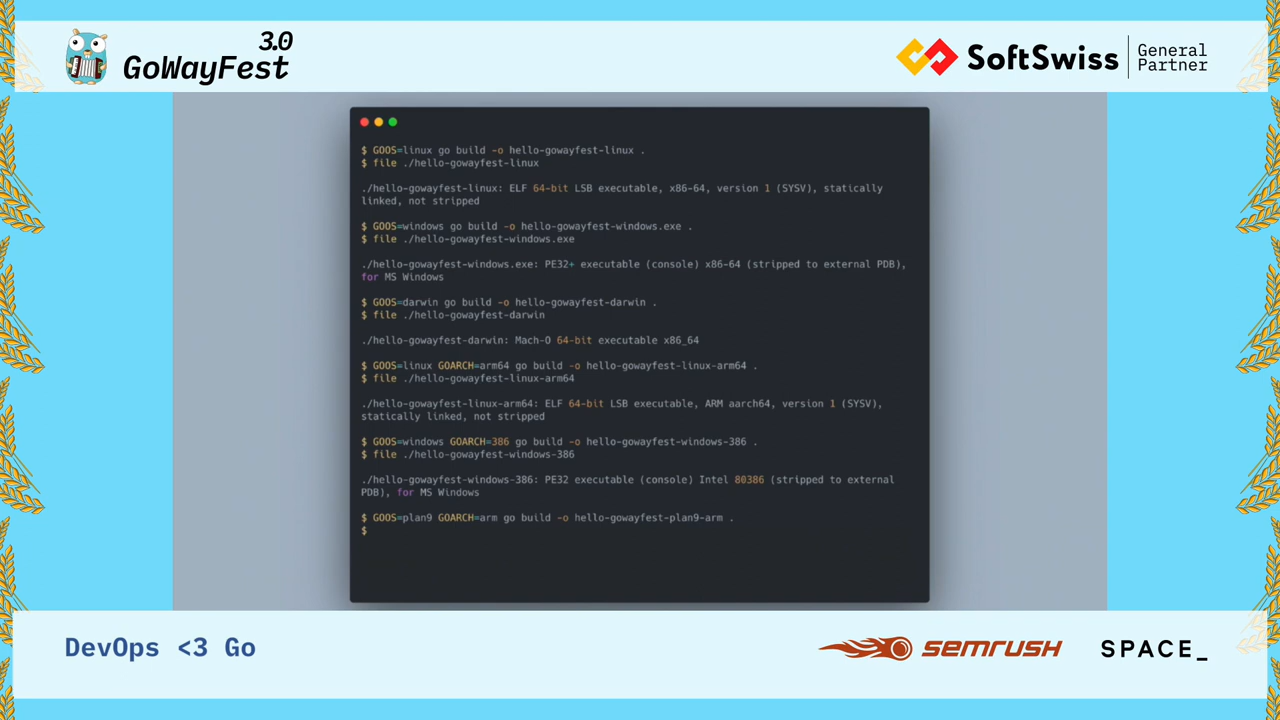 3.0
GoWayFest
SoftSwiss
General
Partner
$ GOOS=linux go build -o hello-gowayfest-linux .
$ file ./hello-gowayfest-linux
./hello-gowayfest-linux: ELF 64-bit LSB executable, x86-64, version 1 (SYSV), statically
linked, not stripped
$ GOOS=windows go build -o hello-gowayfest-windows.exe .
$ file ./hello-gowayfest-windows.exe
./hello-gowayfest-windows.exe: PE32+ executable (console) x86-64 (stripped to external PDB),
for MS Windows
$ GOOS=darwin go build -o hello-gowayfest-darwin .
$ file ./hello-gowayfest-darwin
./hello-gowayfest-darwin: Mach-O 64-bit executable x86_64
$ GOOS=linux GOARCH=arm64 go build -o hello-gowayfest-linux-arm64 .
$ file ./hello-gowayfest-linux-arm64
./hello-gowayfest-linux-arm64: ELF 64-bit LSB executable, ARM aarch64, version 1 (SYSV),
statically linked, not stripped
$ GOOS=windows GOARCH=386 go build -o hello-gowayfest-windows-386 .
$ file ./hello-gowayfest-windows-386
./hello-gowayfest-windows-386: PE32 executable (console) Intel 80386 (stripped to external
PDB), for MS Windows
$ GOOS=plan9 GOARCH=arm go build -o hello-gowayfest-plan9-arm .
$
DevOps <3 Go
semrush
SPACE_